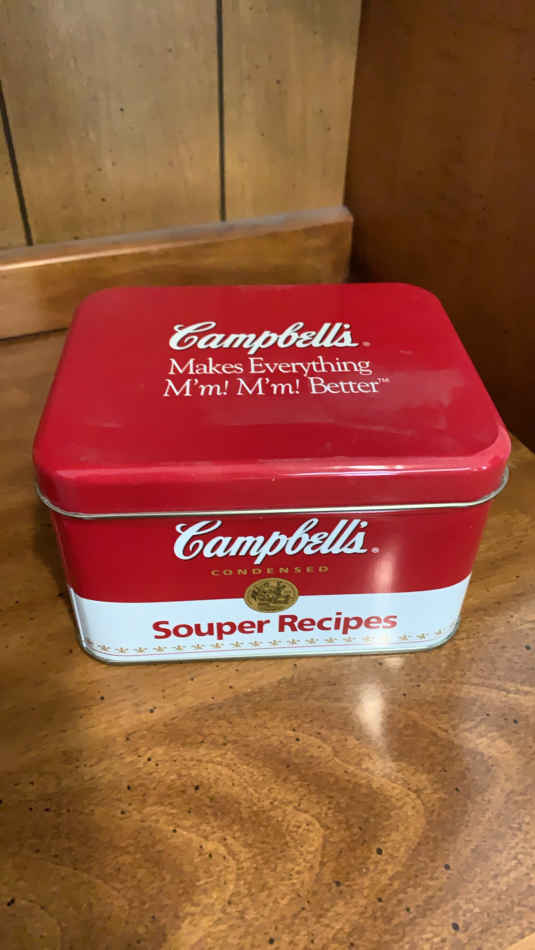 Campbell's®
Makes Everything
M'm! M'm! Better™
Campbell's®
CONDENSED
Souper Recipes